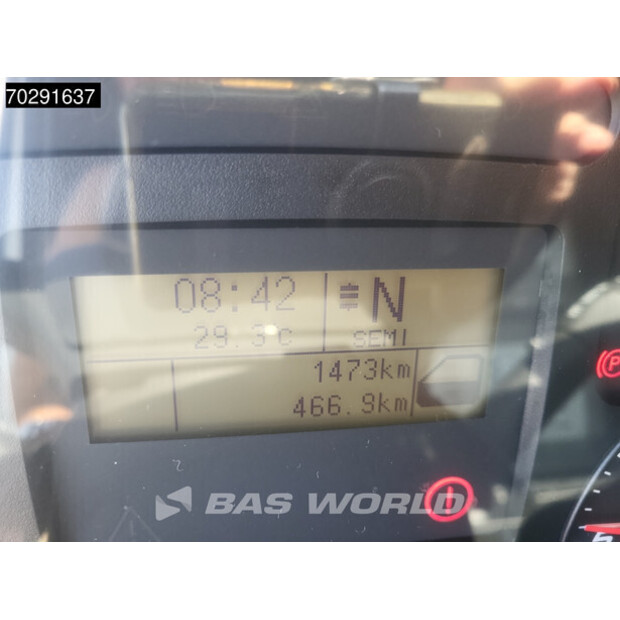 70291637
08:42
N
29.3°C
SEMI
1473km
466.9km
BAS WORLD
P